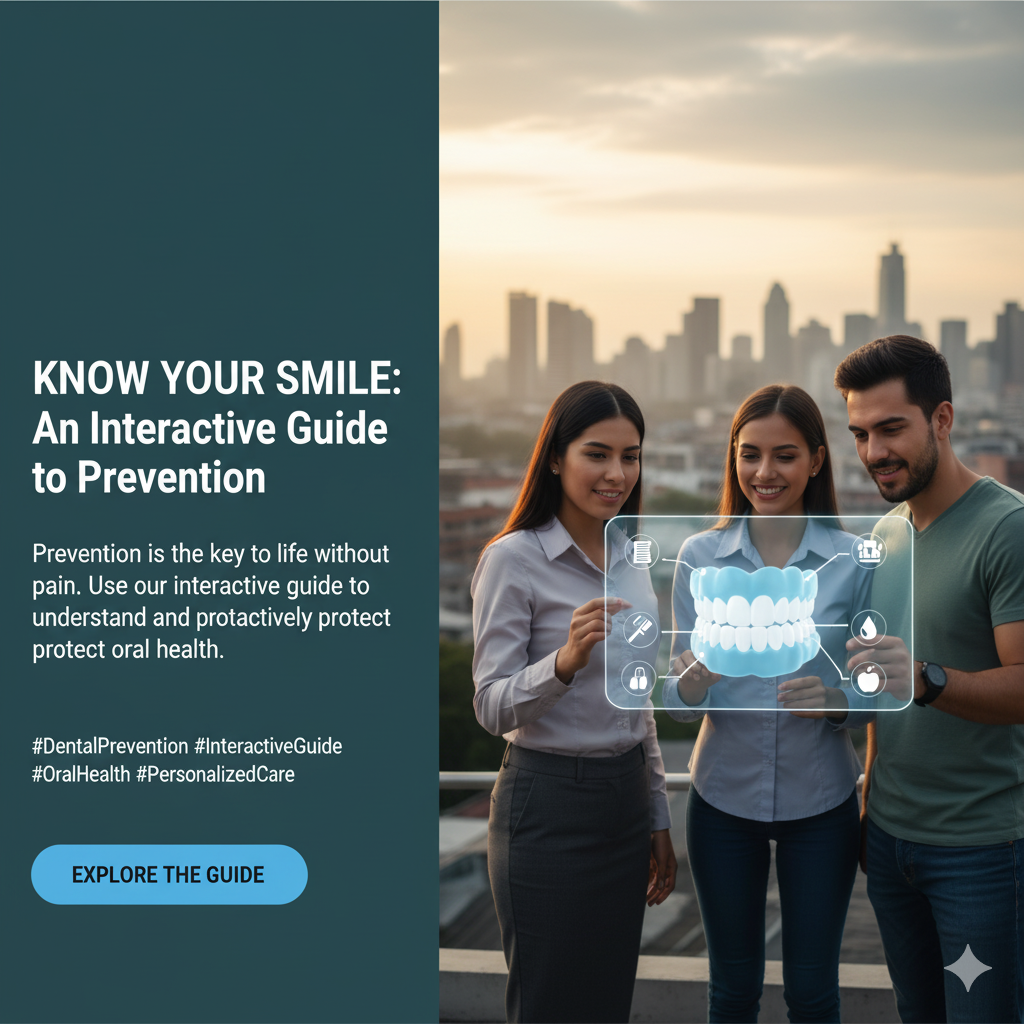 KNOW YOUR SMILE:
An Interactive Guide
to Prevention
Prevention is the key to life without
pain. Use our interactive guide to
understand and protactively protect
protect oral health.
#DentalPrevention #InteractiveGuide
#OralHealth #PersonalizedCare
EXPLORE THE GUIDE